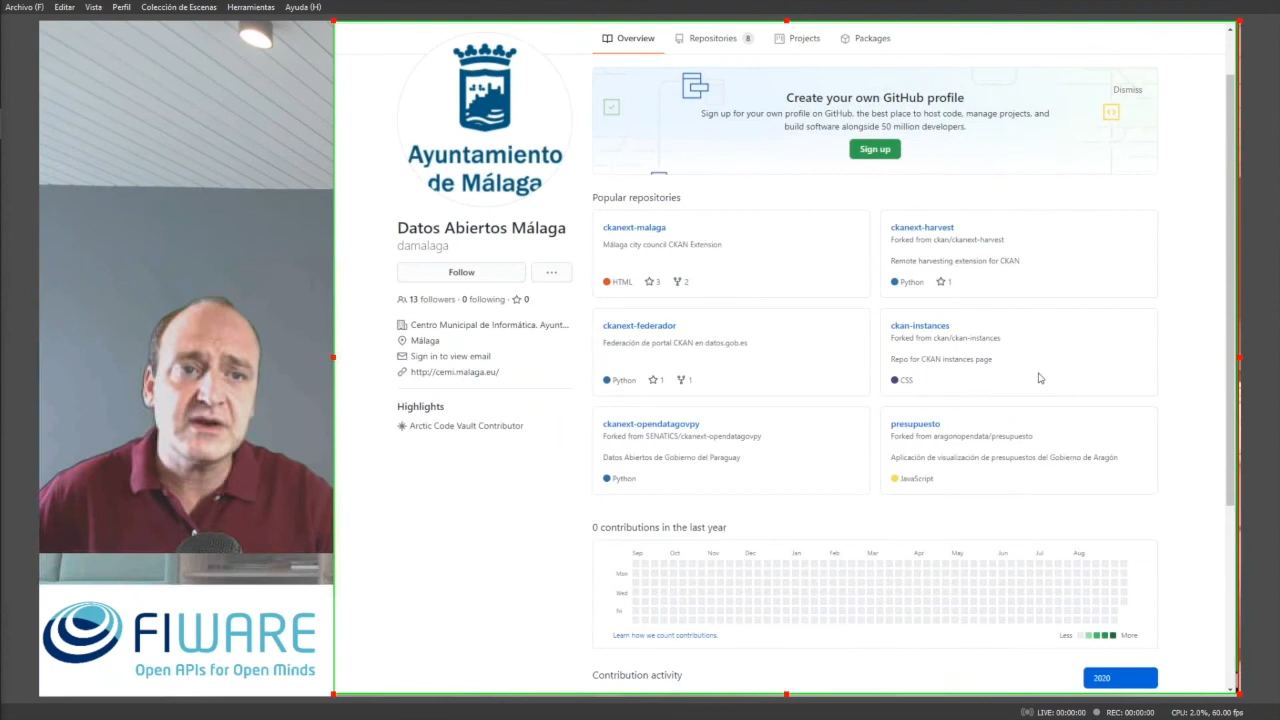 Archivo (F) Editar Vista Perfil Colección de Escenas Herramientas Ayuda (H)
Overview Repositories 8 Projects Packages
Ayuntamiento
de Málaga
Datos Abiertos Málaga
damalaga
Follow ...
13 followers · 0 following · 0
Centro Municipal de Informática. Ayunt...
Málaga
Sign in to view email
http://cemi.malaga.eu/
Highlights
Arctic Code Vault Contributor
Create your own GitHub profile
Dismiss
Sign up for your own profile on GitHub, the best place to host code, manage projects, and
build software alongside 50 million developers.
Sign up
Popular repositories
ckanext-malaga
Málaga city council CKAN Extension
HTML 3 2
ckanext-harvest
Forked from ckan/ckanext-harvest
Remote harvesting extension for CKAN
Python 1
ckanext-federador
Federación de portal CKAN en datos.gob.es
Python 1 1
ckan-instances
Forked from ckan/ckan-instances
Repo for CKAN instances page
CSS
ckanext-opendatagovpy
Forked from SENATICS/ckanext-opendatagovpy
Datos Abiertos de Gobierno del Paraguay
Python
presupuesto
Forked from aragonopendata/presupuesto
Aplicación de visualización de presupuestos del Gobierno de Aragón
JavaScript
0 contributions in the last year
Sep Oct Nov Dec Jan Feb Mar Apr May Jun Jul Aug
Mon
Wed
Fri
Learn how we count contributions.
Less More
Contribution activity
2020
FIWARE
Open APIs for Open Minds
LIVE: 00:00:00 REC: 00:00:00 CPU: 2.0%, 60.00 fps